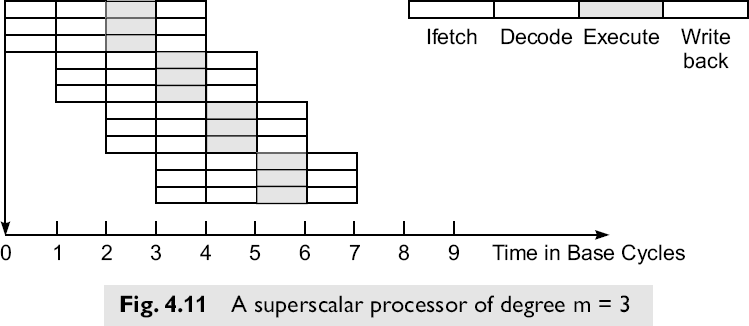 Ifetch Decode Execute Write
back
0 1 2 3 4 5 6 7 8 9 Time in Base Cycles
Fig. 4.11 A superscalar processor of degree m = 3